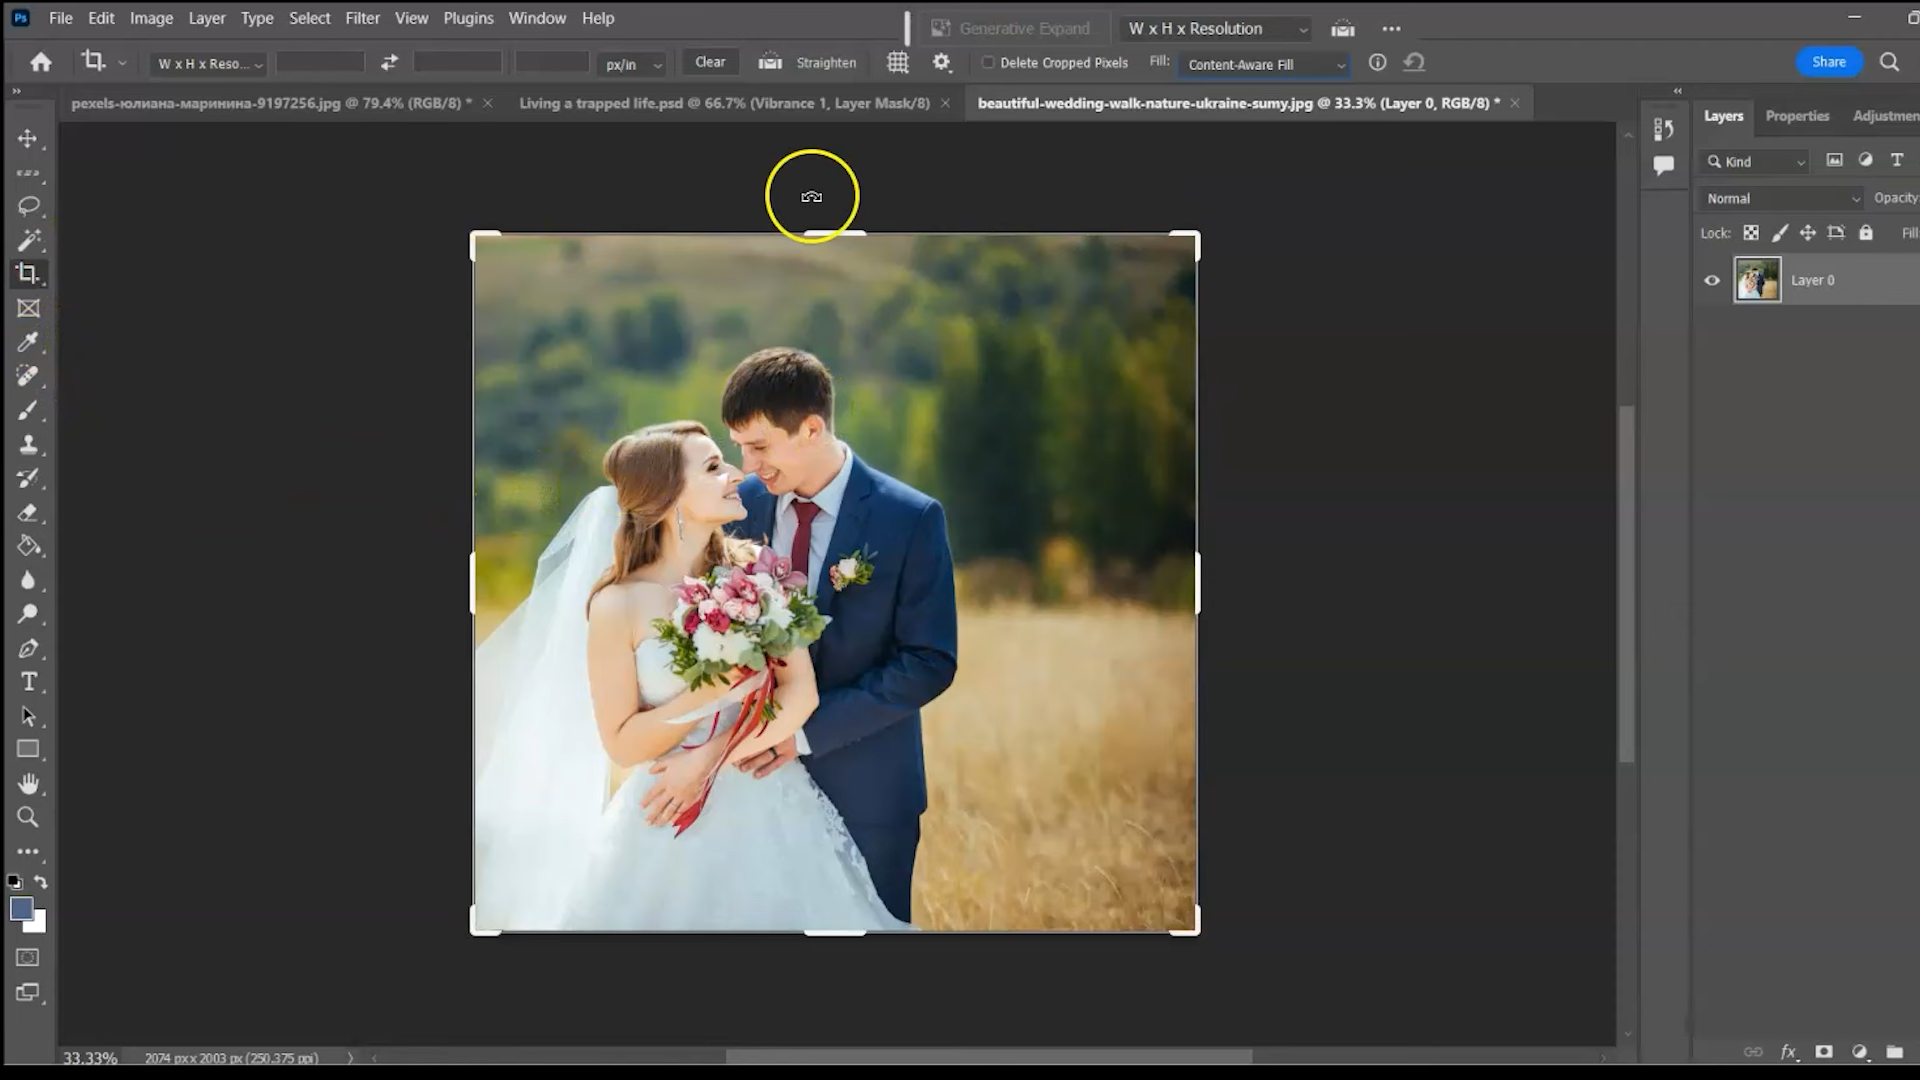 Ps File Edit Image Layer Type Select Filter View Plugins Window Help
Generative Expand W x H x Resolution
W x H x Reso... px/in Clear Straighten Delete Cropped Pixels Fill: Content-Aware Fill Share
pexels-юлиана-маринина-9197256.jpg @ 79.4% (RGB/8) * Living a trapped life.psd @ 66.7% (Vibrance 1, Layer Mask/8) beautiful-wedding-walk-nature-ukraine-sumy.jpg @ 33.3% (Layer 0, RGB/8) *
Layers Properties Adjustmen
Kind
Normal Opacity:
Lock: Fill
Layer 0
33.33% 2074 px x 2003 px (250.375 ppi)